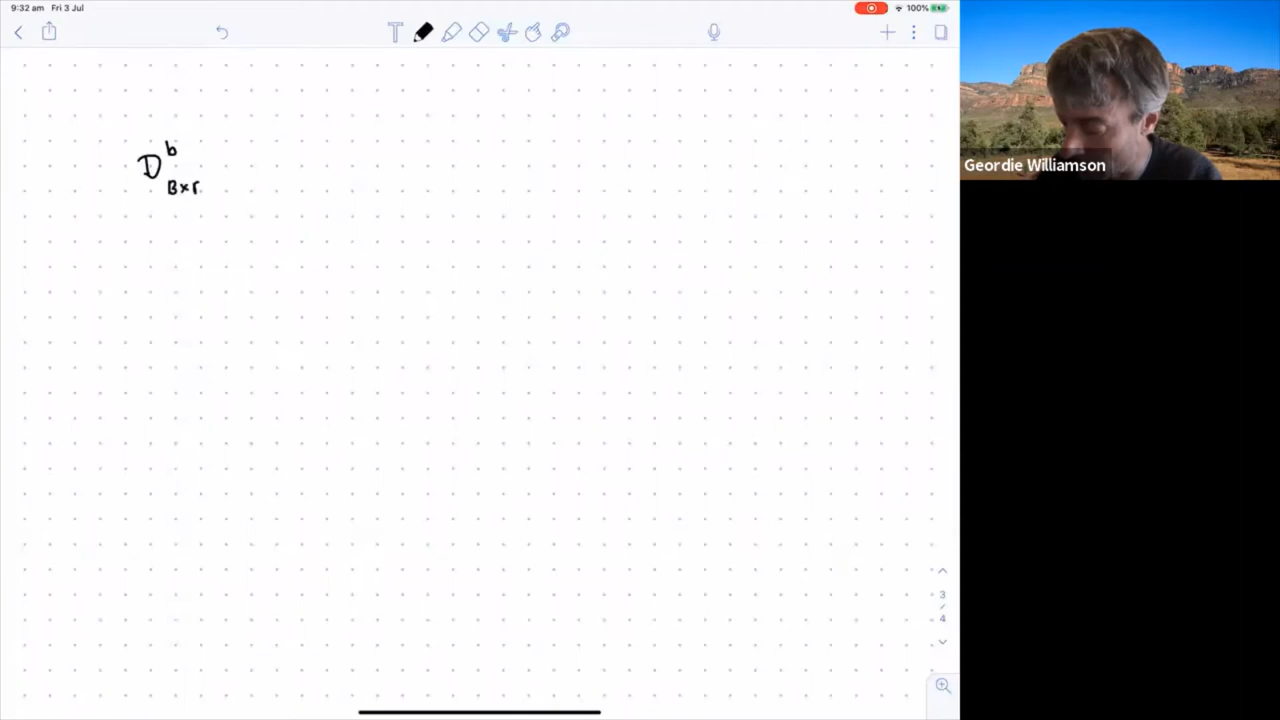 9:32 am Fri 3 Jul
100%
T
D^b_{B×r}
Geordie Williamson
3
/
4